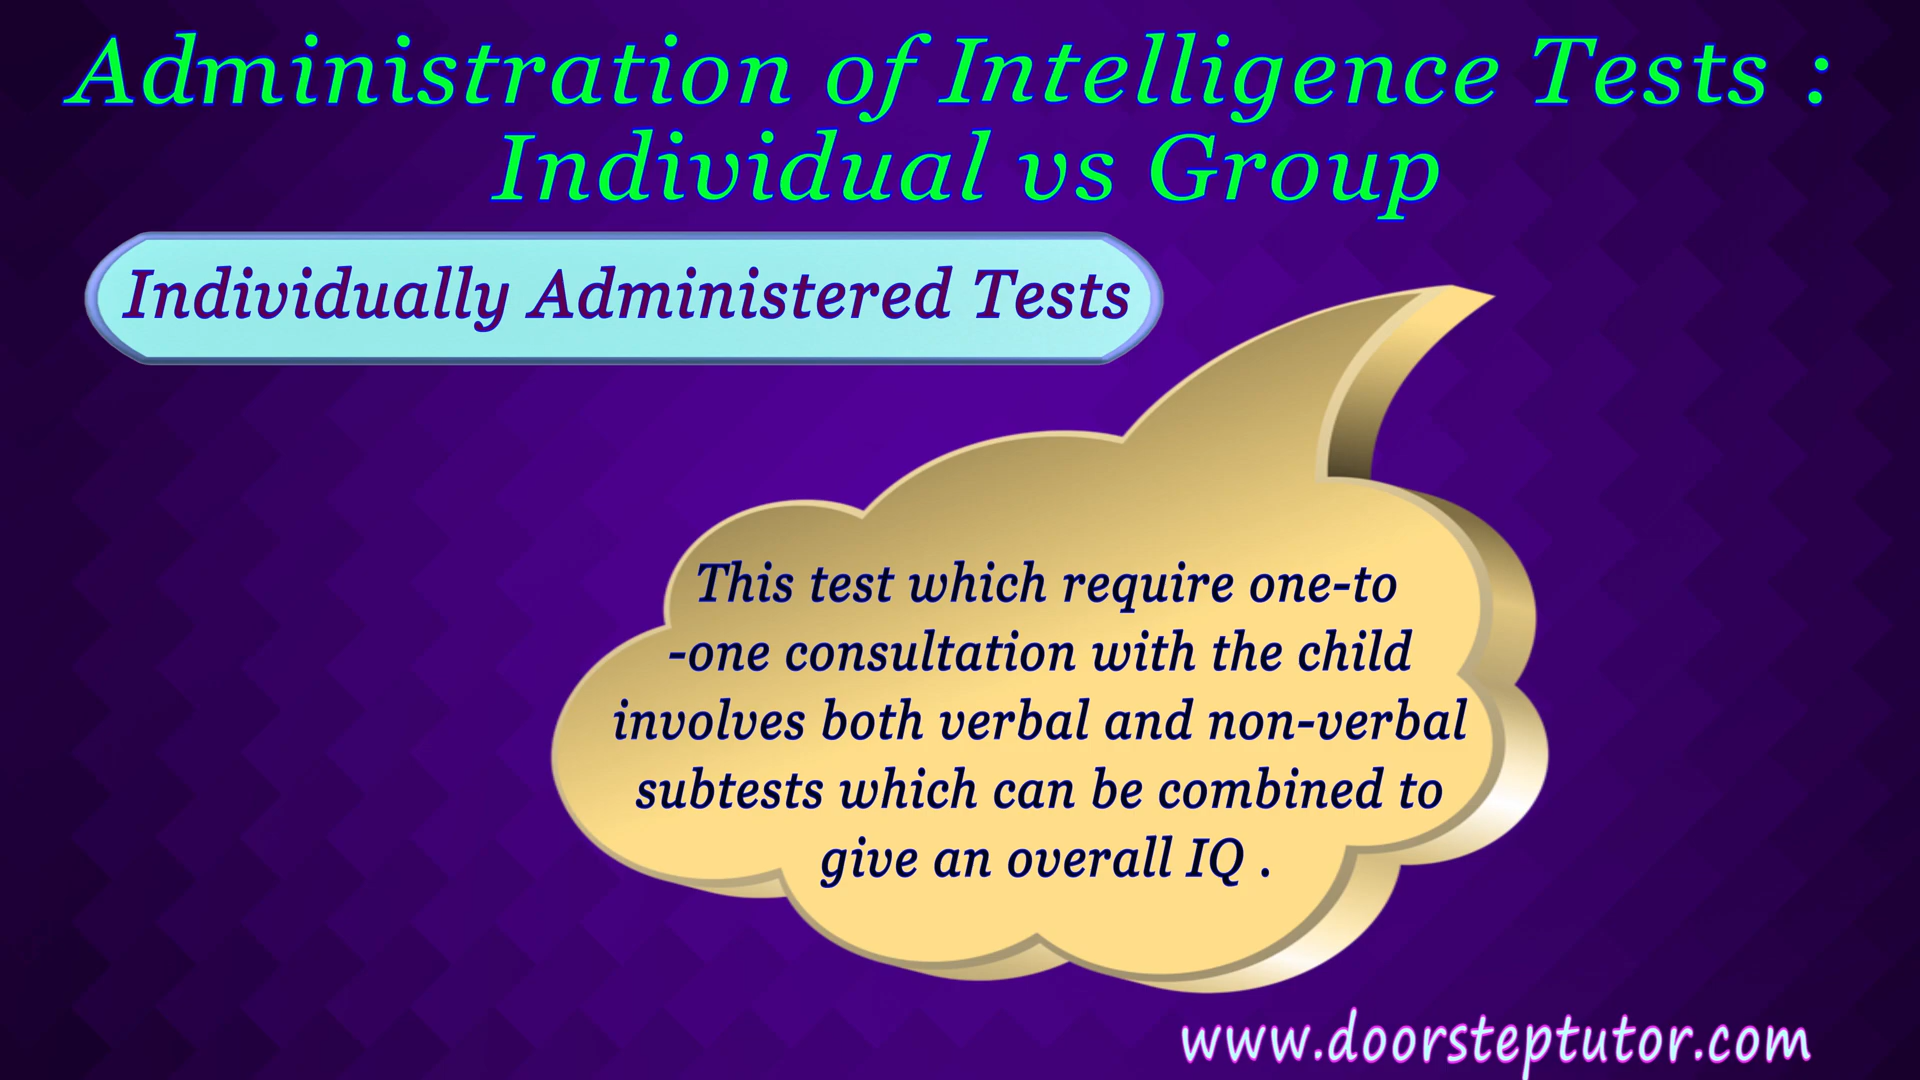 Administration of Intelligence Tests :
Individual vs Group
Individually Administered Tests
This test which require one-to
-one consultation with the child
involves both verbal and non-verbal
subtests which can be combined to
give an overall IQ .
www.doorsteptutor.com